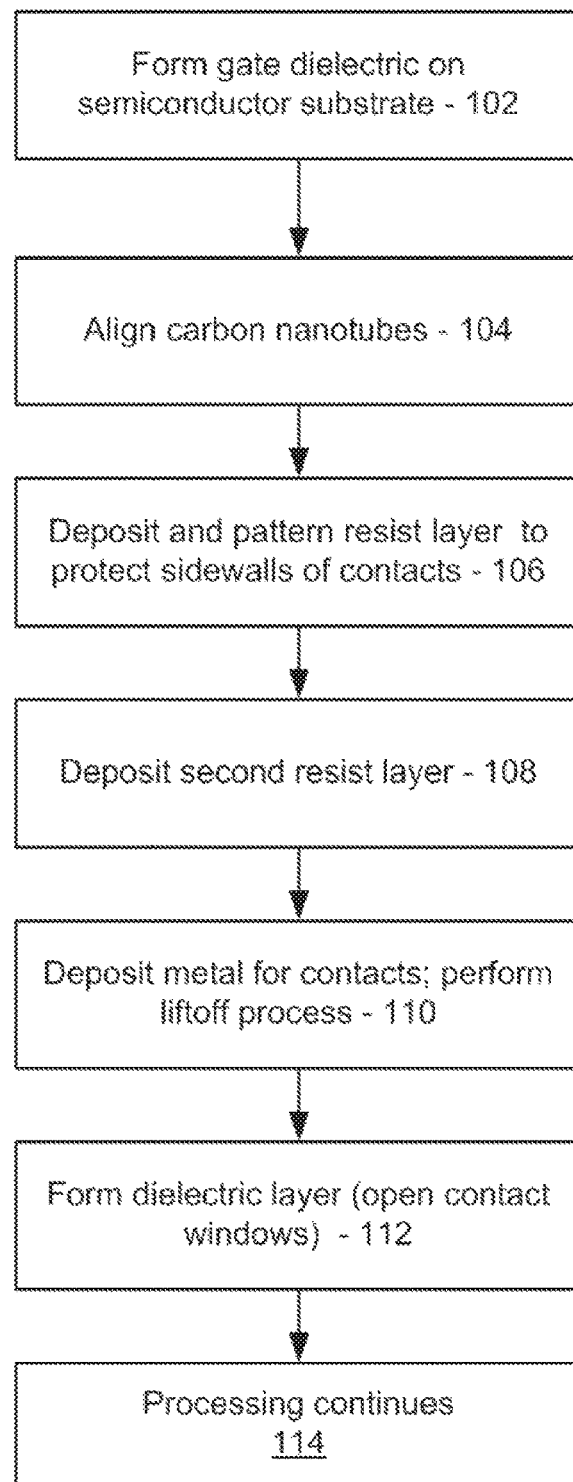 Form gate dielectric on
semiconductor substrate - 102
Align carbon nanotubes - 104
Deposit and pattern resist layer to
protect sidewalls of contacts - 106
Deposit second resist layer - 108
Deposit metal for contacts; perform
liftoff process - 110
Form dielectric layer (open contact
windows) - 112
Processing continues
114